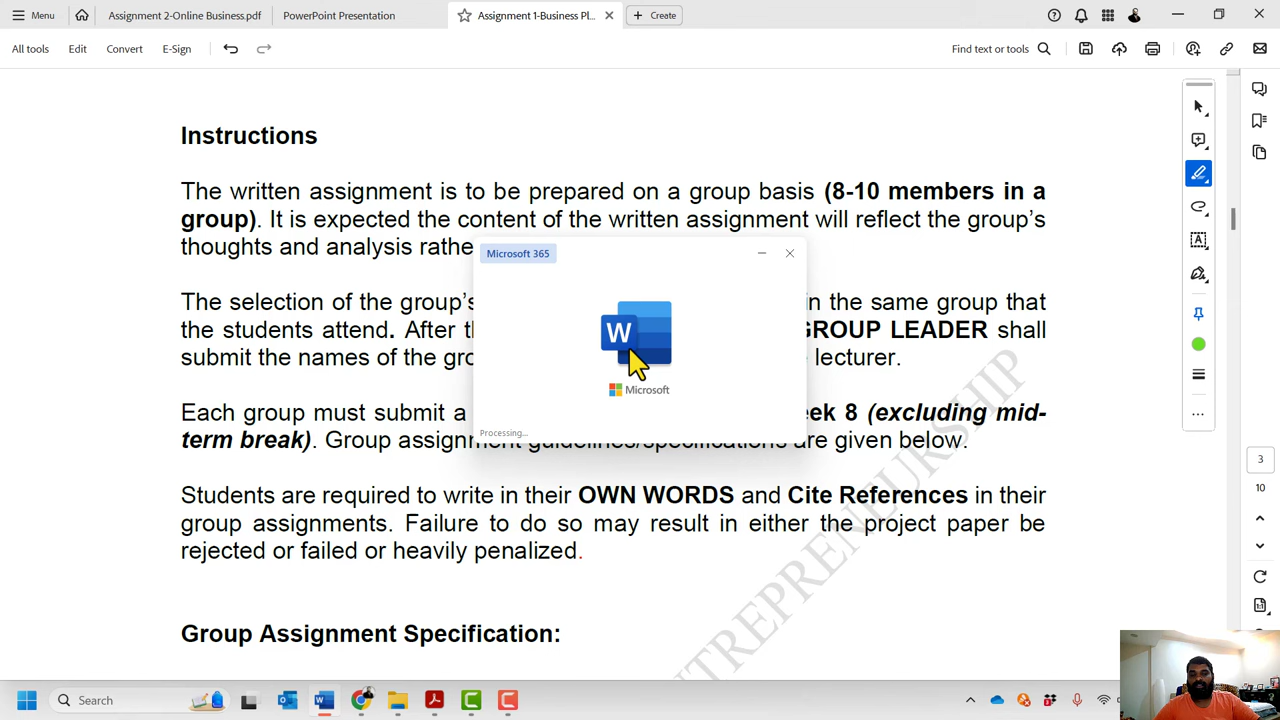 Menu
Assignment 2-Online Business.pdf
PowerPoint Presentation
Assignment 1-Business Pl...
Create
All tools
Edit
Convert
E-Sign
Find text or tools
Instructions
The written assignment is to be prepared on a group basis (8-10 members in a
group). It is expected the content of the written assignment will reflect the group's
thoughts and analysis rathe
The selection of the group's in the same group that
the students attend. After th GROUP LEADER shall
submit the names of the gro lecturer.
Each group must submit a eek 8 (excluding mid-
term break). Group assignment guidelines/specifications are given below.
Students are required to write in their OWN WORDS and Cite References in their
group assignments. Failure to do so may result in either the project paper be
rejected or failed or heavily penalized.
Group Assignment Specification:
Microsoft 365
W
Microsoft
Processing...
NTREPRENEURSHIP
3
10
1:1
Search